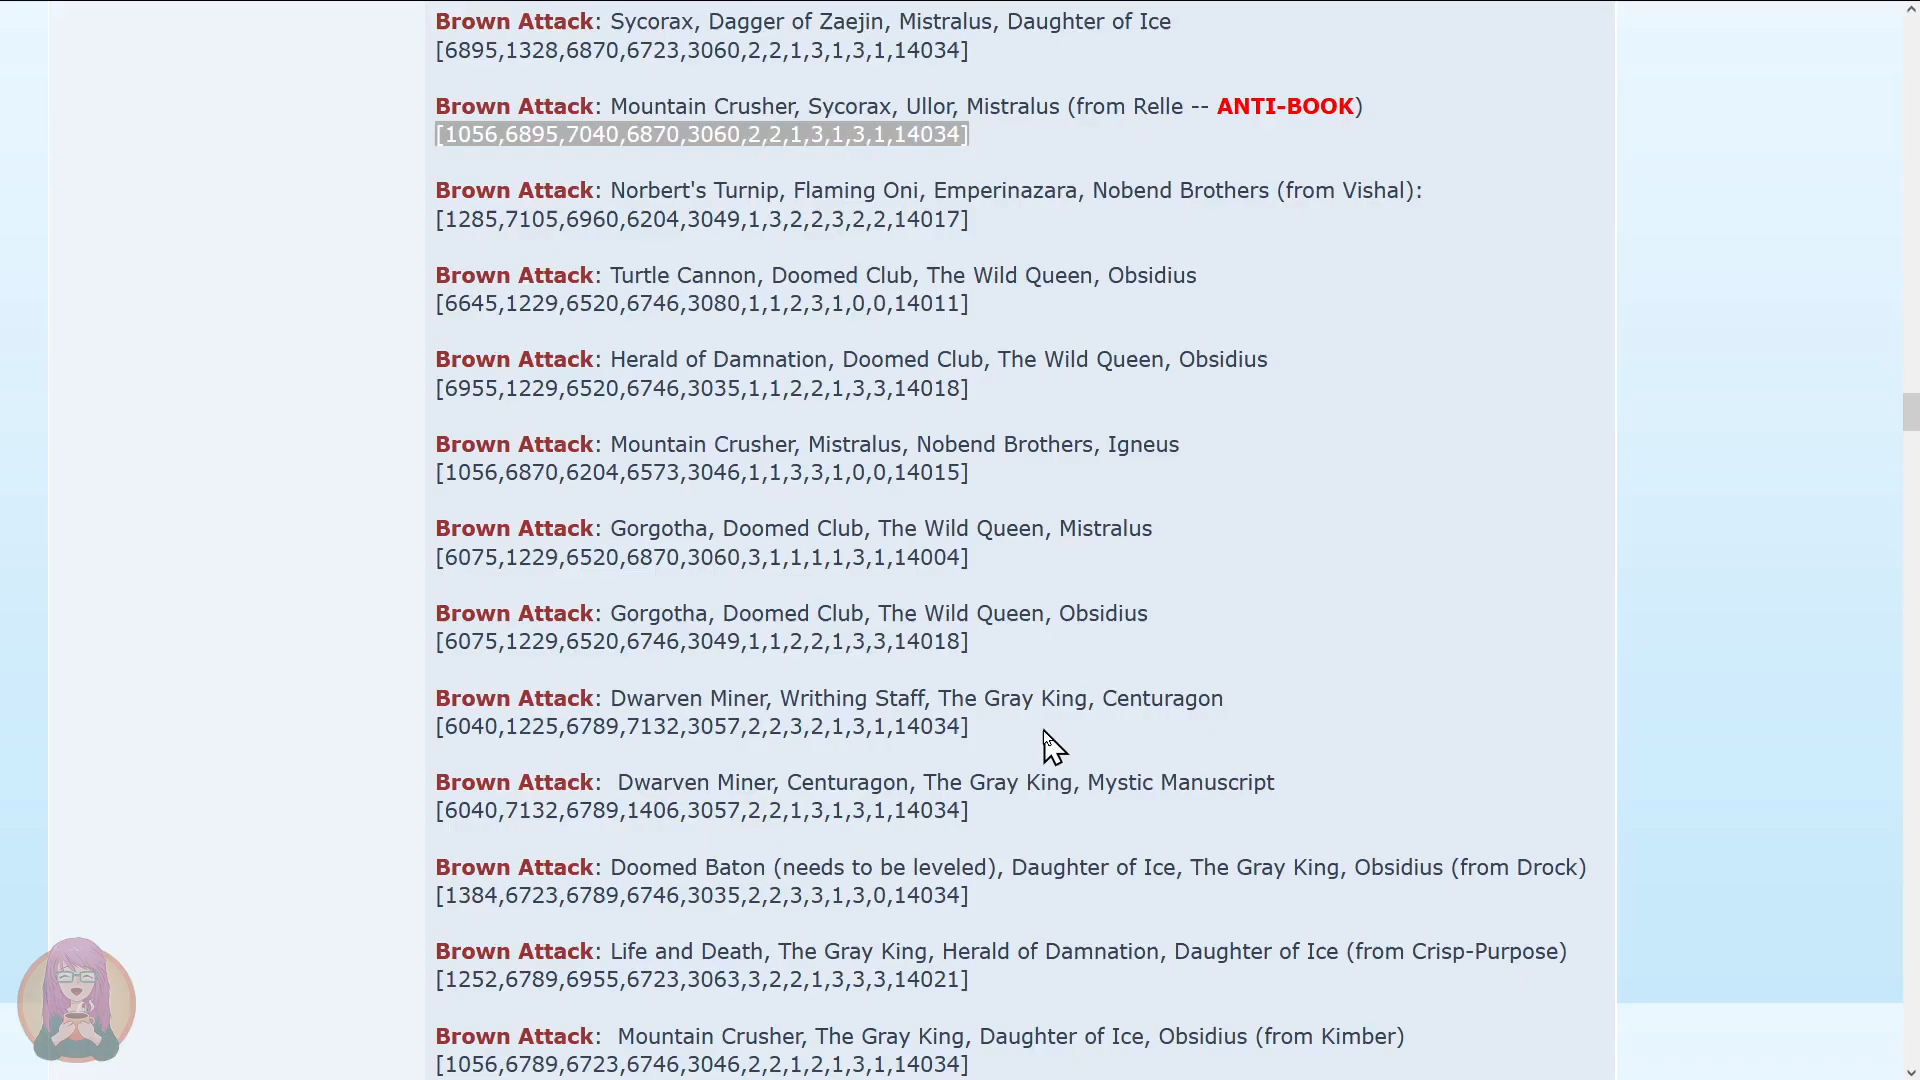 Brown Attack: Sycorax, Dagger of Zaejin, Mistralus, Daughter of Ice
[6895,1328,6870,6723,3060,2,2,1,3,1,3,1,14034]
Brown Attack: Mountain Crusher, Sycorax, Ullor, Mistralus (from Relle -- ANTI-BOOK)
[1056,6895,7040,6870,3060,2,2,1,3,1,3,1,14034]
Brown Attack: Norbert's Turnip, Flaming Oni, Emperinazara, Nobend Brothers (from Vishal):
[1285,7105,6960,6204,3049,1,3,2,2,3,2,2,14017]
Brown Attack: Turtle Cannon, Doomed Club, The Wild Queen, Obsidius
[6645,1229,6520,6746,3080,1,1,2,3,1,0,0,14011]
Brown Attack: Herald of Damnation, Doomed Club, The Wild Queen, Obsidius
[6955,1229,6520,6746,3035,1,1,2,2,1,3,3,14018]
Brown Attack: Mountain Crusher, Mistralus, Nobend Brothers, Igneus
[1056,6870,6204,6573,3046,1,1,3,3,1,0,0,14015]
Brown Attack: Gorgotha, Doomed Club, The Wild Queen, Mistralus
[6075,1229,6520,6870,3060,3,1,1,1,1,3,1,14004]
Brown Attack: Gorgotha, Doomed Club, The Wild Queen, Obsidius
[6075,1229,6520,6746,3049,1,1,2,2,1,3,3,14018]
Brown Attack: Dwarven Miner, Writhing Staff, The Gray King, Centuragon
[6040,1225,6789,7132,3057,2,2,3,2,1,3,1,14034]
Brown Attack:  Dwarven Miner, Centuragon, The Gray King, Mystic Manuscript
[6040,7132,6789,1406,3057,2,2,1,3,1,3,1,14034]
Brown Attack: Doomed Baton (needs to be leveled), Daughter of Ice, The Gray King, Obsidius (from Drock)
[1384,6723,6789,6746,3035,2,2,3,3,1,3,0,14034]
Brown Attack: Life and Death, The Gray King, Herald of Damnation, Daughter of Ice (from Crisp-Purpose)
[1252,6789,6955,6723,3063,3,2,2,1,3,3,3,14021]
Brown Attack:  Mountain Crusher, The Gray King, Daughter of Ice, Obsidius (from Kimber)
[1056,6789,6723,6746,3046,2,2,1,2,1,3,1,14034]